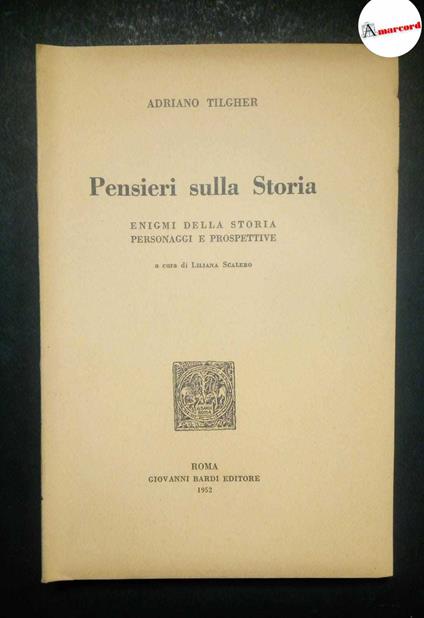 Amarcord
ADRIANO TILGHER
Pensieri sulla Storia
ENIGMI DELLA STORIA
PERSONAGGI E PROSPETTIVE
a cura di LILIANA SCALERO
ROMA
GIOVANNI BARDI EDITORE
1952